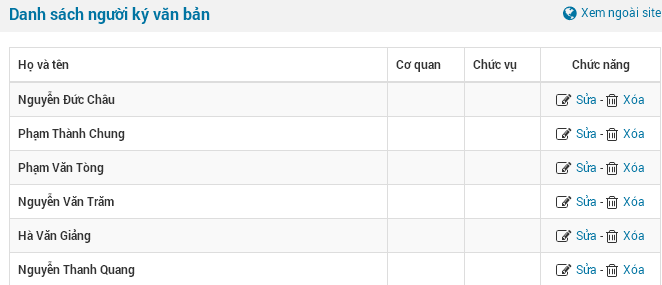 Danh sách người ký văn bản
Xem ngoài site
Họ và tên Cơ quan Chức vụ Chức năng
Nguyễn Đức Châu Sửa - Xóa
Phạm Thành Chung Sửa - Xóa
Phạm Văn Tòng Sửa - Xóa
Nguyễn Văn Trăm Sửa - Xóa
Hà Văn Giảng Sửa - Xóa
Nguyễn Thanh Quang Sửa - Xóa